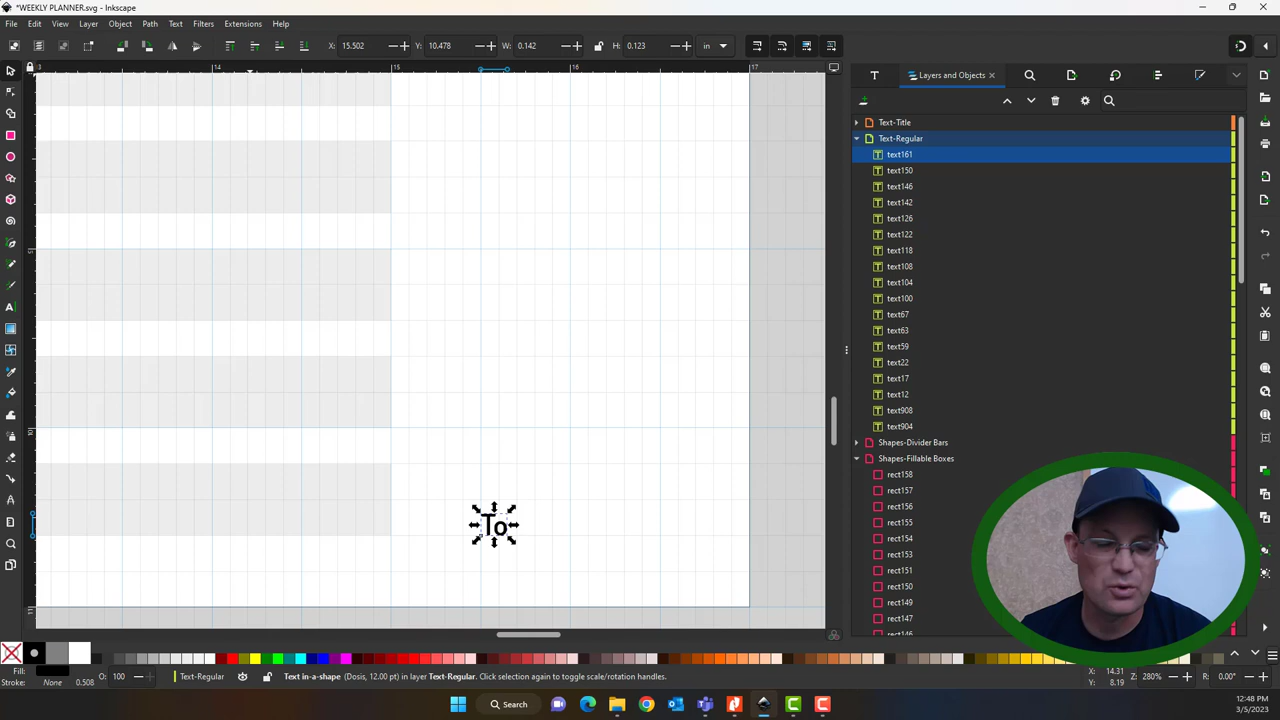 *WEEKLY PLANNER.svg - Inkscape
File Edit View Layer Object Path Text Filters Extensions Help
X: 15.502 Y: 10.478 W: 0.142 H: 0.123 in
14 15 16 17
Layers and Objects
Text-Title
Text-Regular
text161
text150
text146
text142
text126
text122
text118
text108
text104
text100
text67
text63
text59
text22
text17
text12
text908
text904
Shapes-Divider Bars
Shapes-Fillable Boxes
rect158
rect157
rect156
rect155
rect154
rect153
rect151
rect150
rect149
rect147
rect146
To
Fill:
Stroke: None 0.508
O: 100
Text-Regular
Text in-a-shape (Dosis, 12.00 pt) in layer Text-Regular. Click selection again to toggle scale/rotation handles.
X: 14.31
Y: 8.19
Z: 280%
R: 0.00°
Search
12:48 PM
3/5/2023